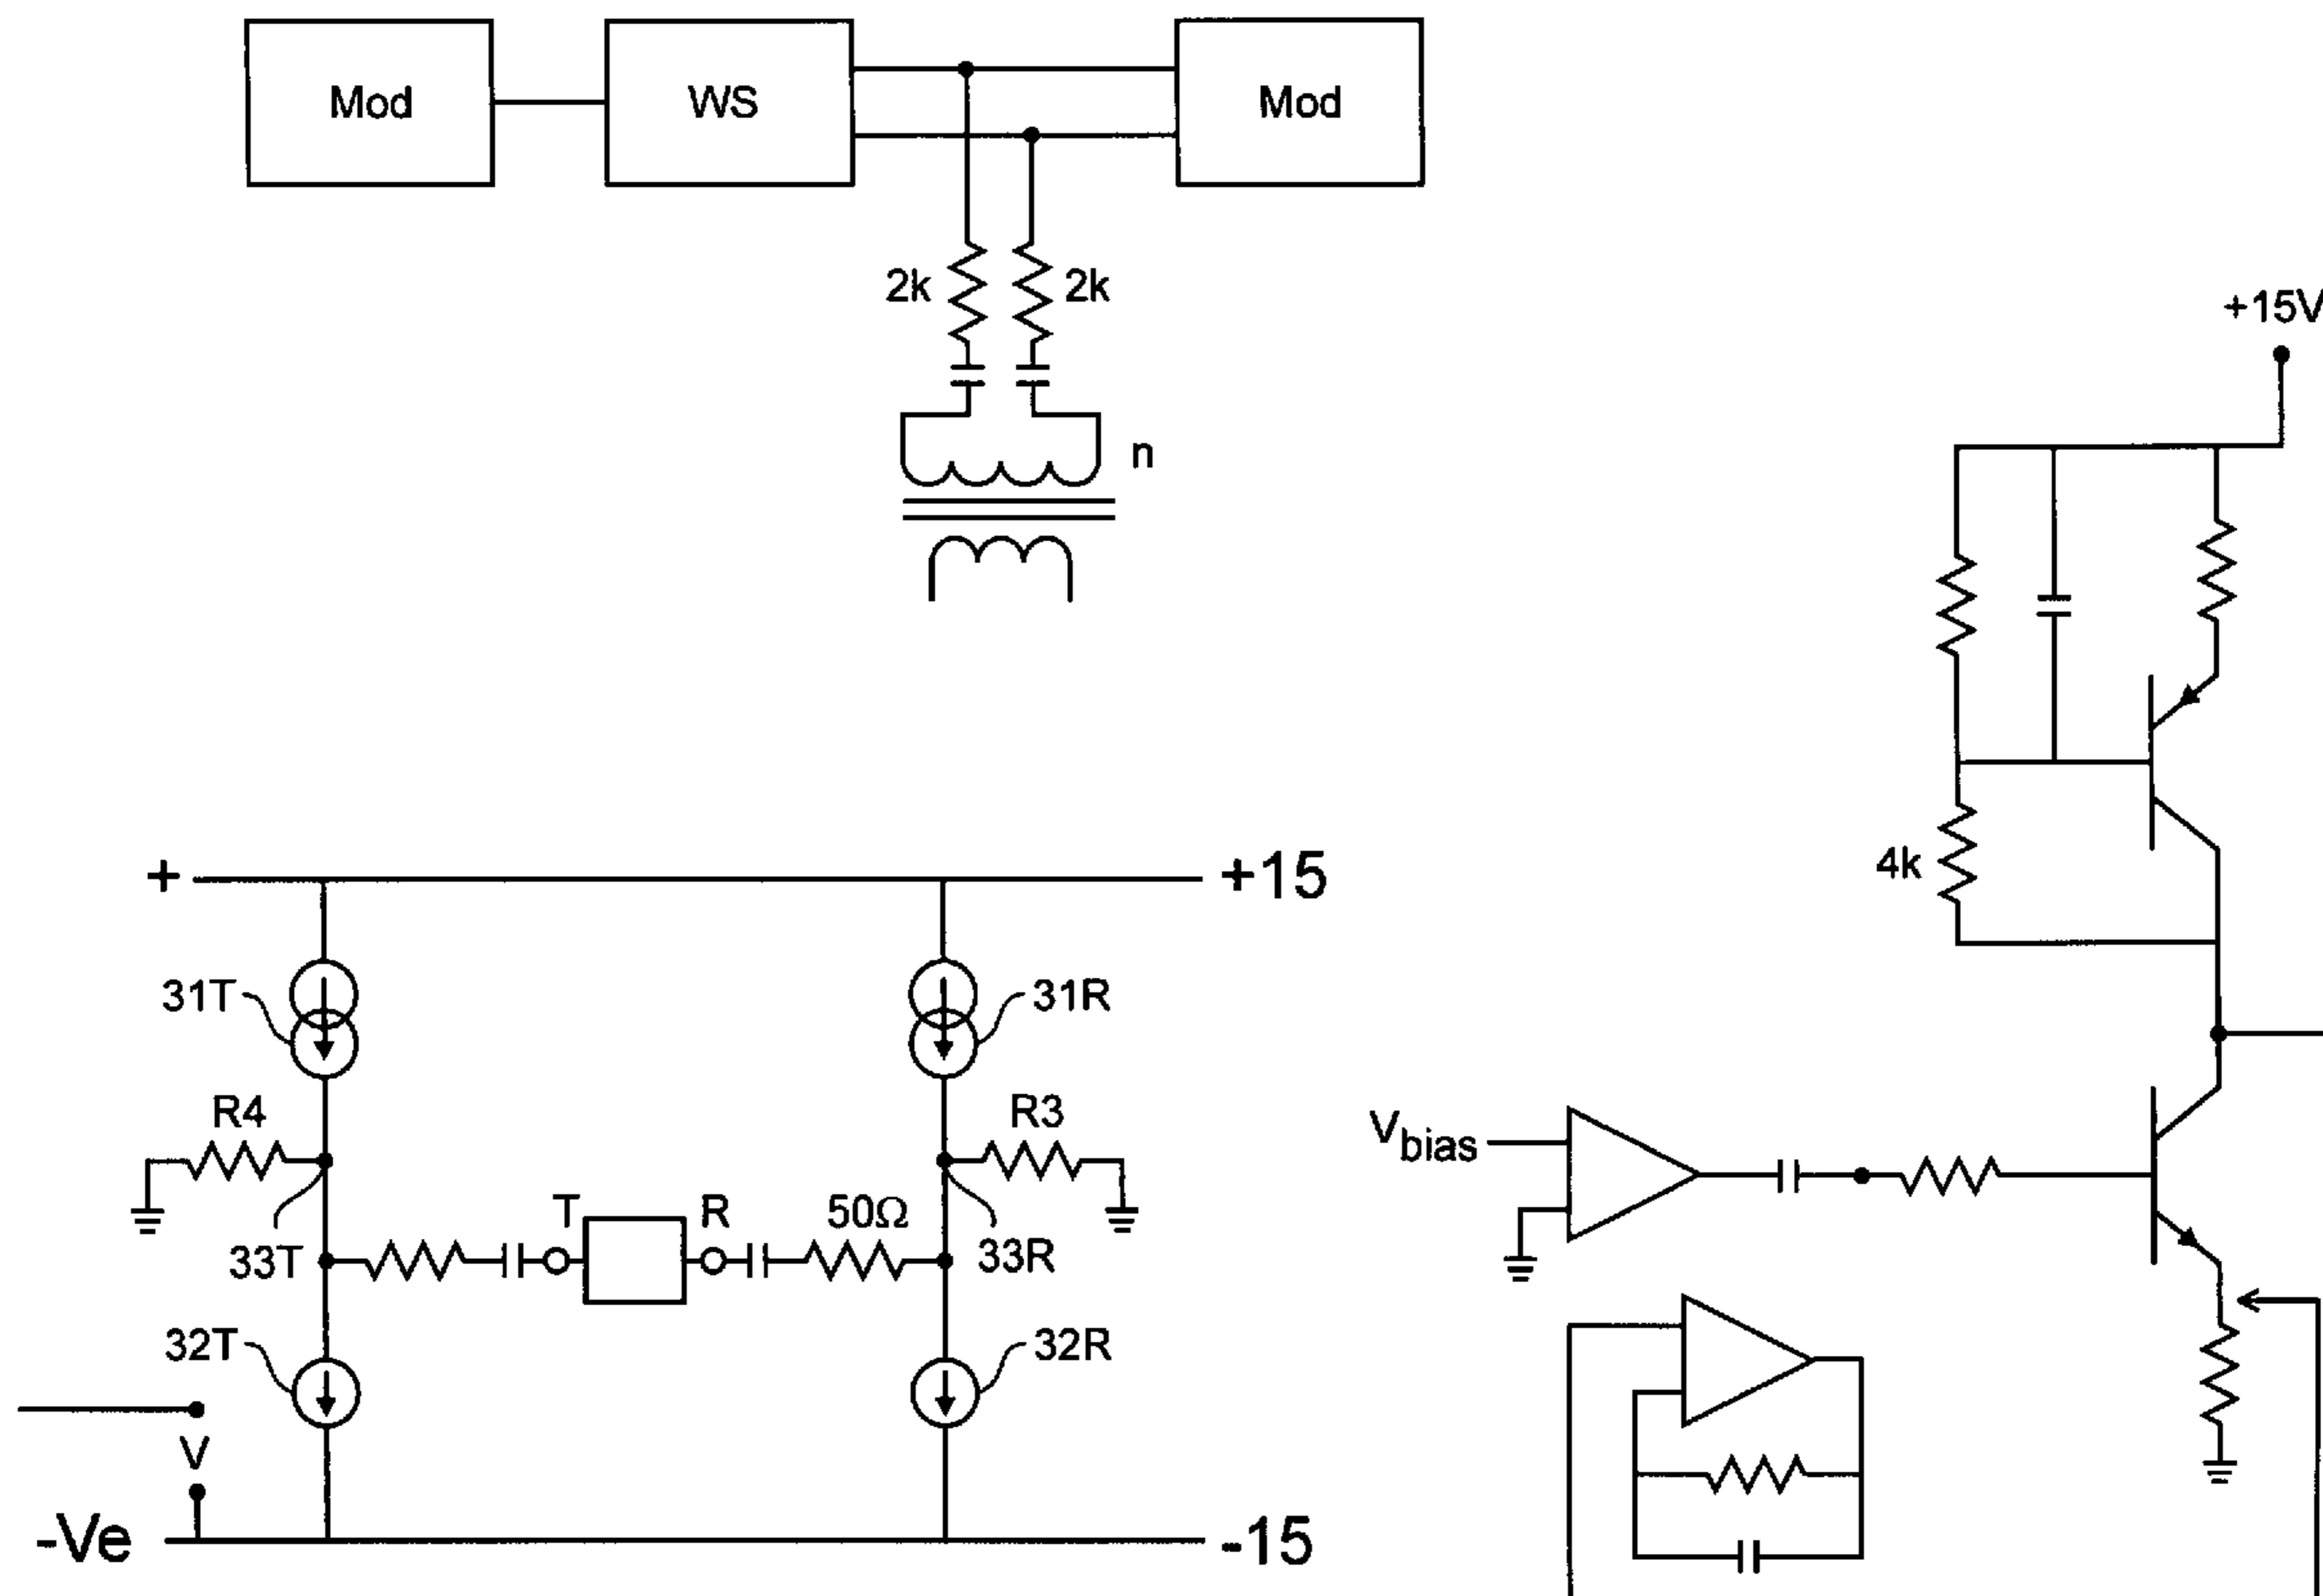 Mod
WS
Mod
2k
2k
n
+15V
4k
+
+15
31T
31R
R4
R3
V_bias
T
R
50Ω
33T
33R
32T
32R
V
-Ve
-15